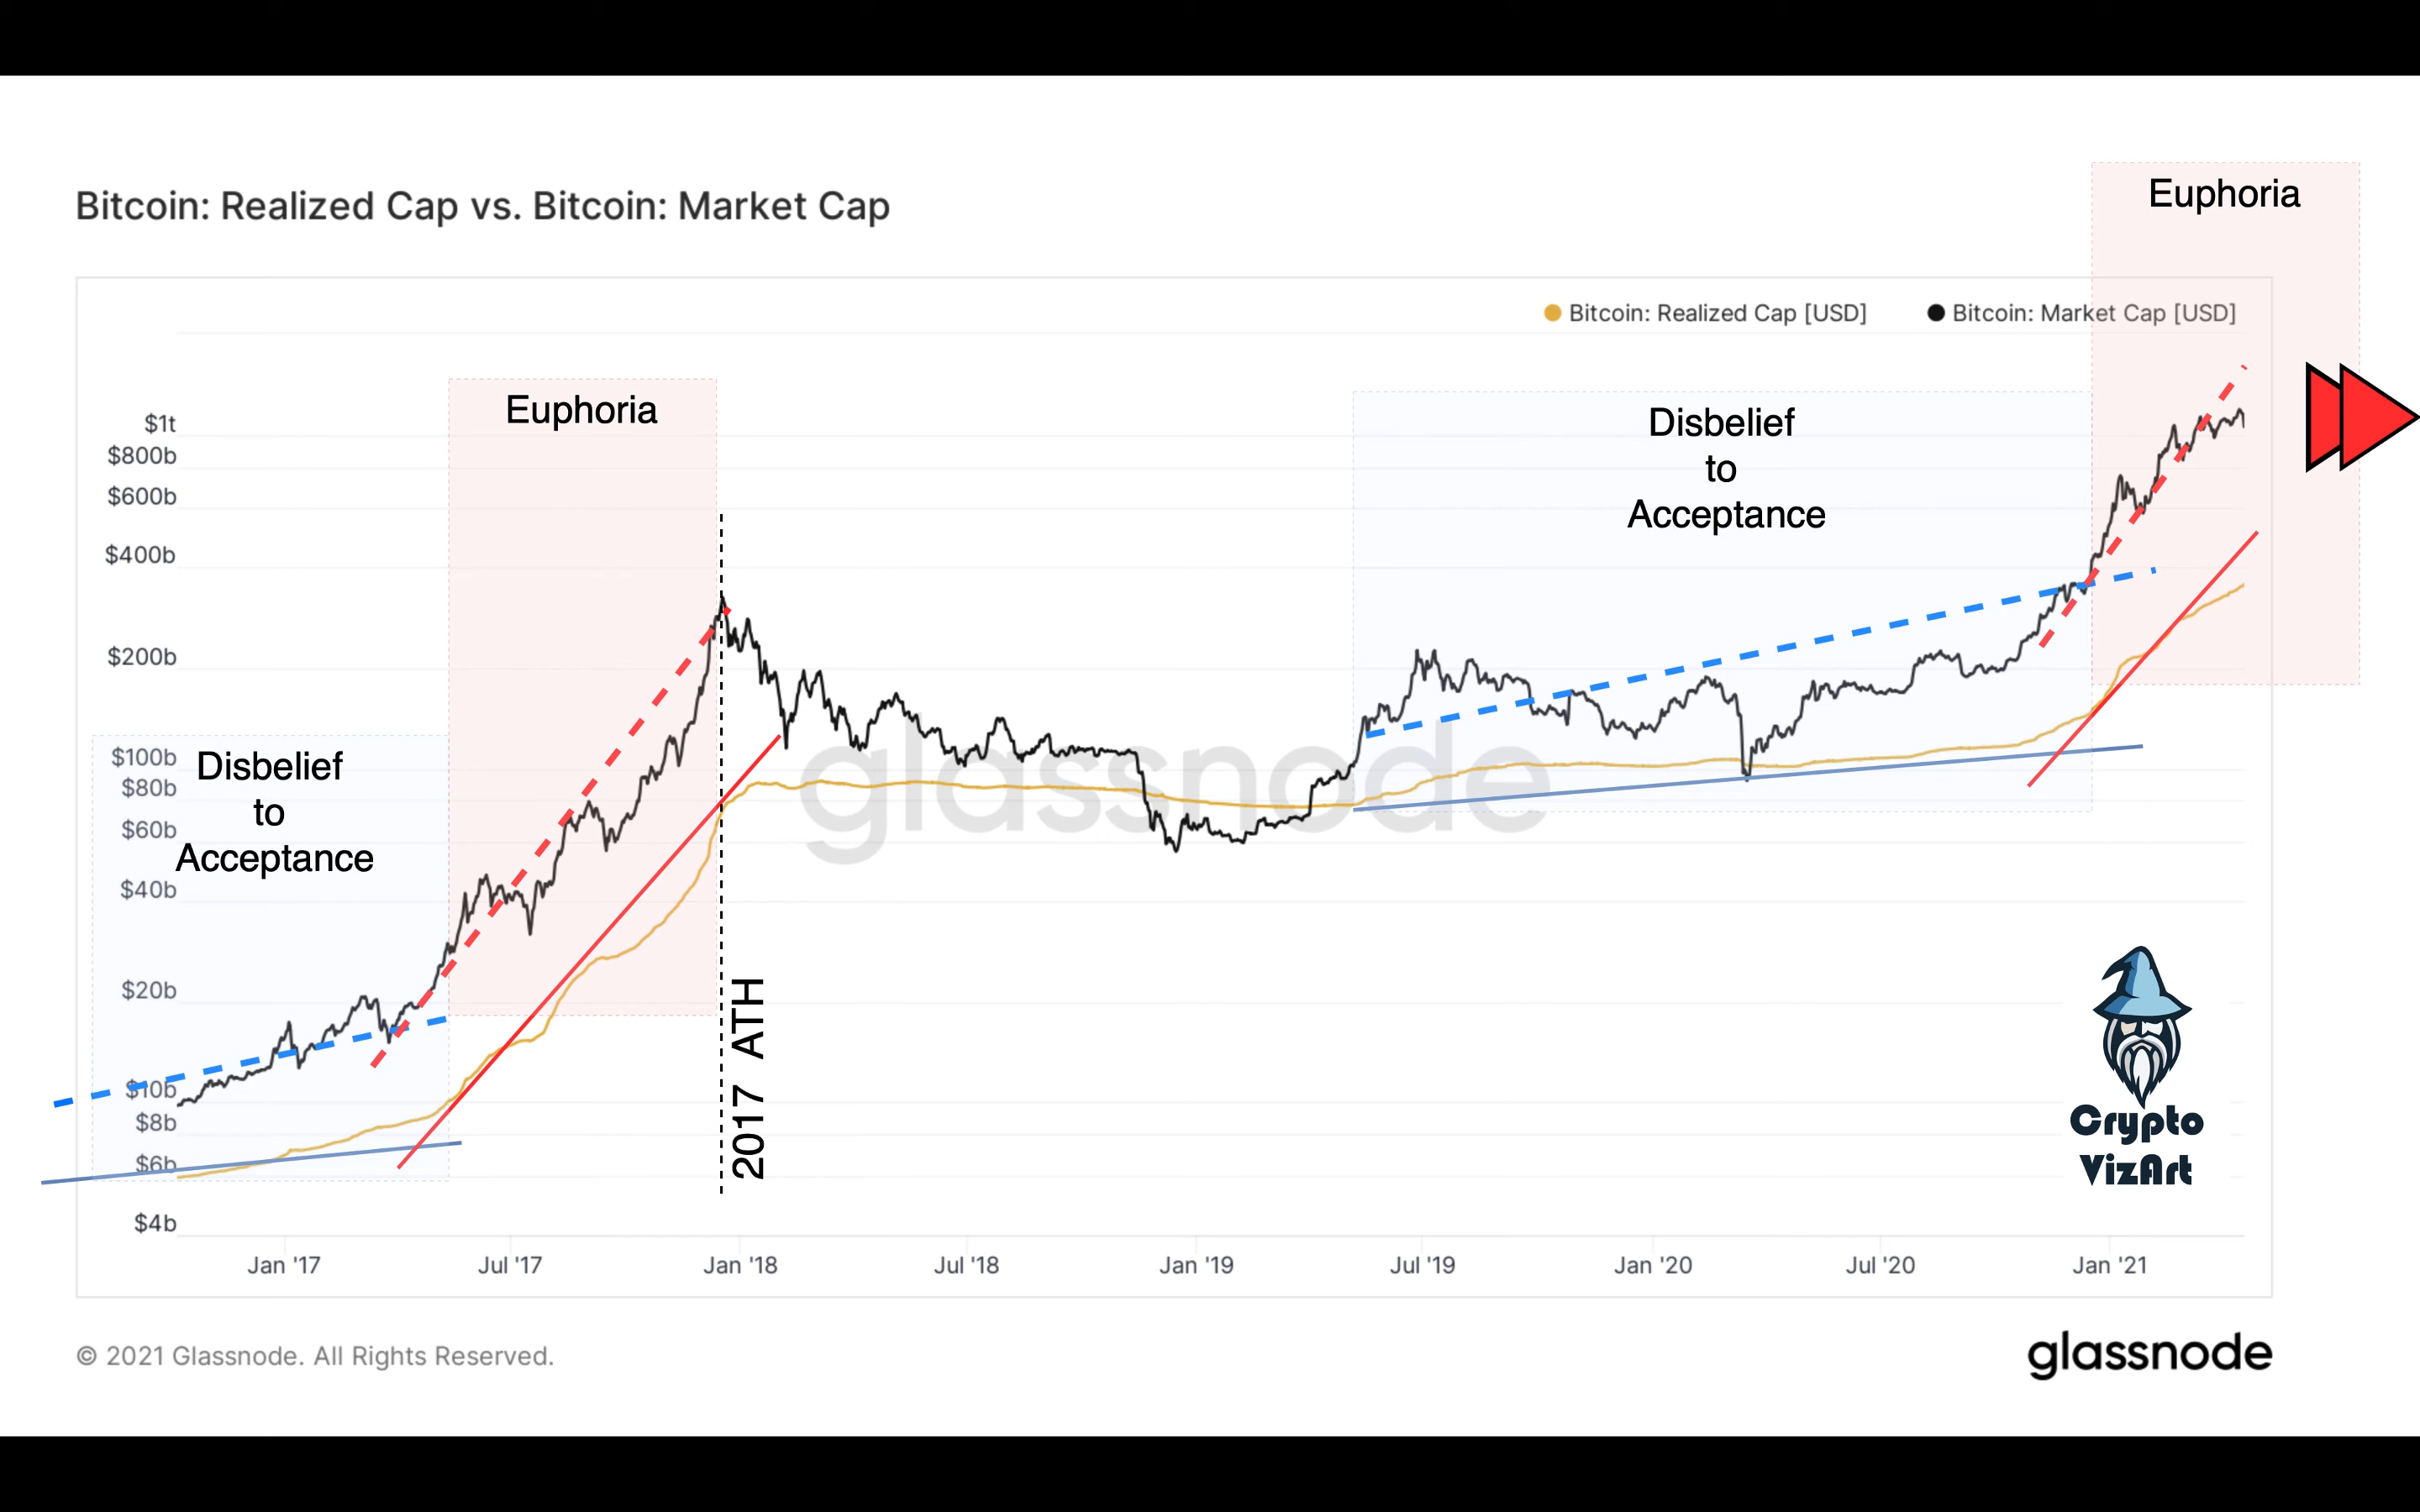 Bitcoin: Realized Cap vs. Bitcoin: Market Cap
Euphoria
Bitcoin: Realized Cap [USD]
Bitcoin: Market Cap [USD]
Euphoria
Disbelief
to
Acceptance
Disbelief
to
Acceptance
$1t
$800b
$600b
$400b
$200b
$100b
$80b
$60b
$40b
$20b
$10b
$8b
$6b
$4b
glassnode
2017 ATH
Crypto
VizArt
Jan '17
Jul '17
Jan '18
Jul '18
Jan '19
Jul '19
Jan '20
Jul '20
Jan '21
© 2021 Glassnode. All Rights Reserved.
glassnode